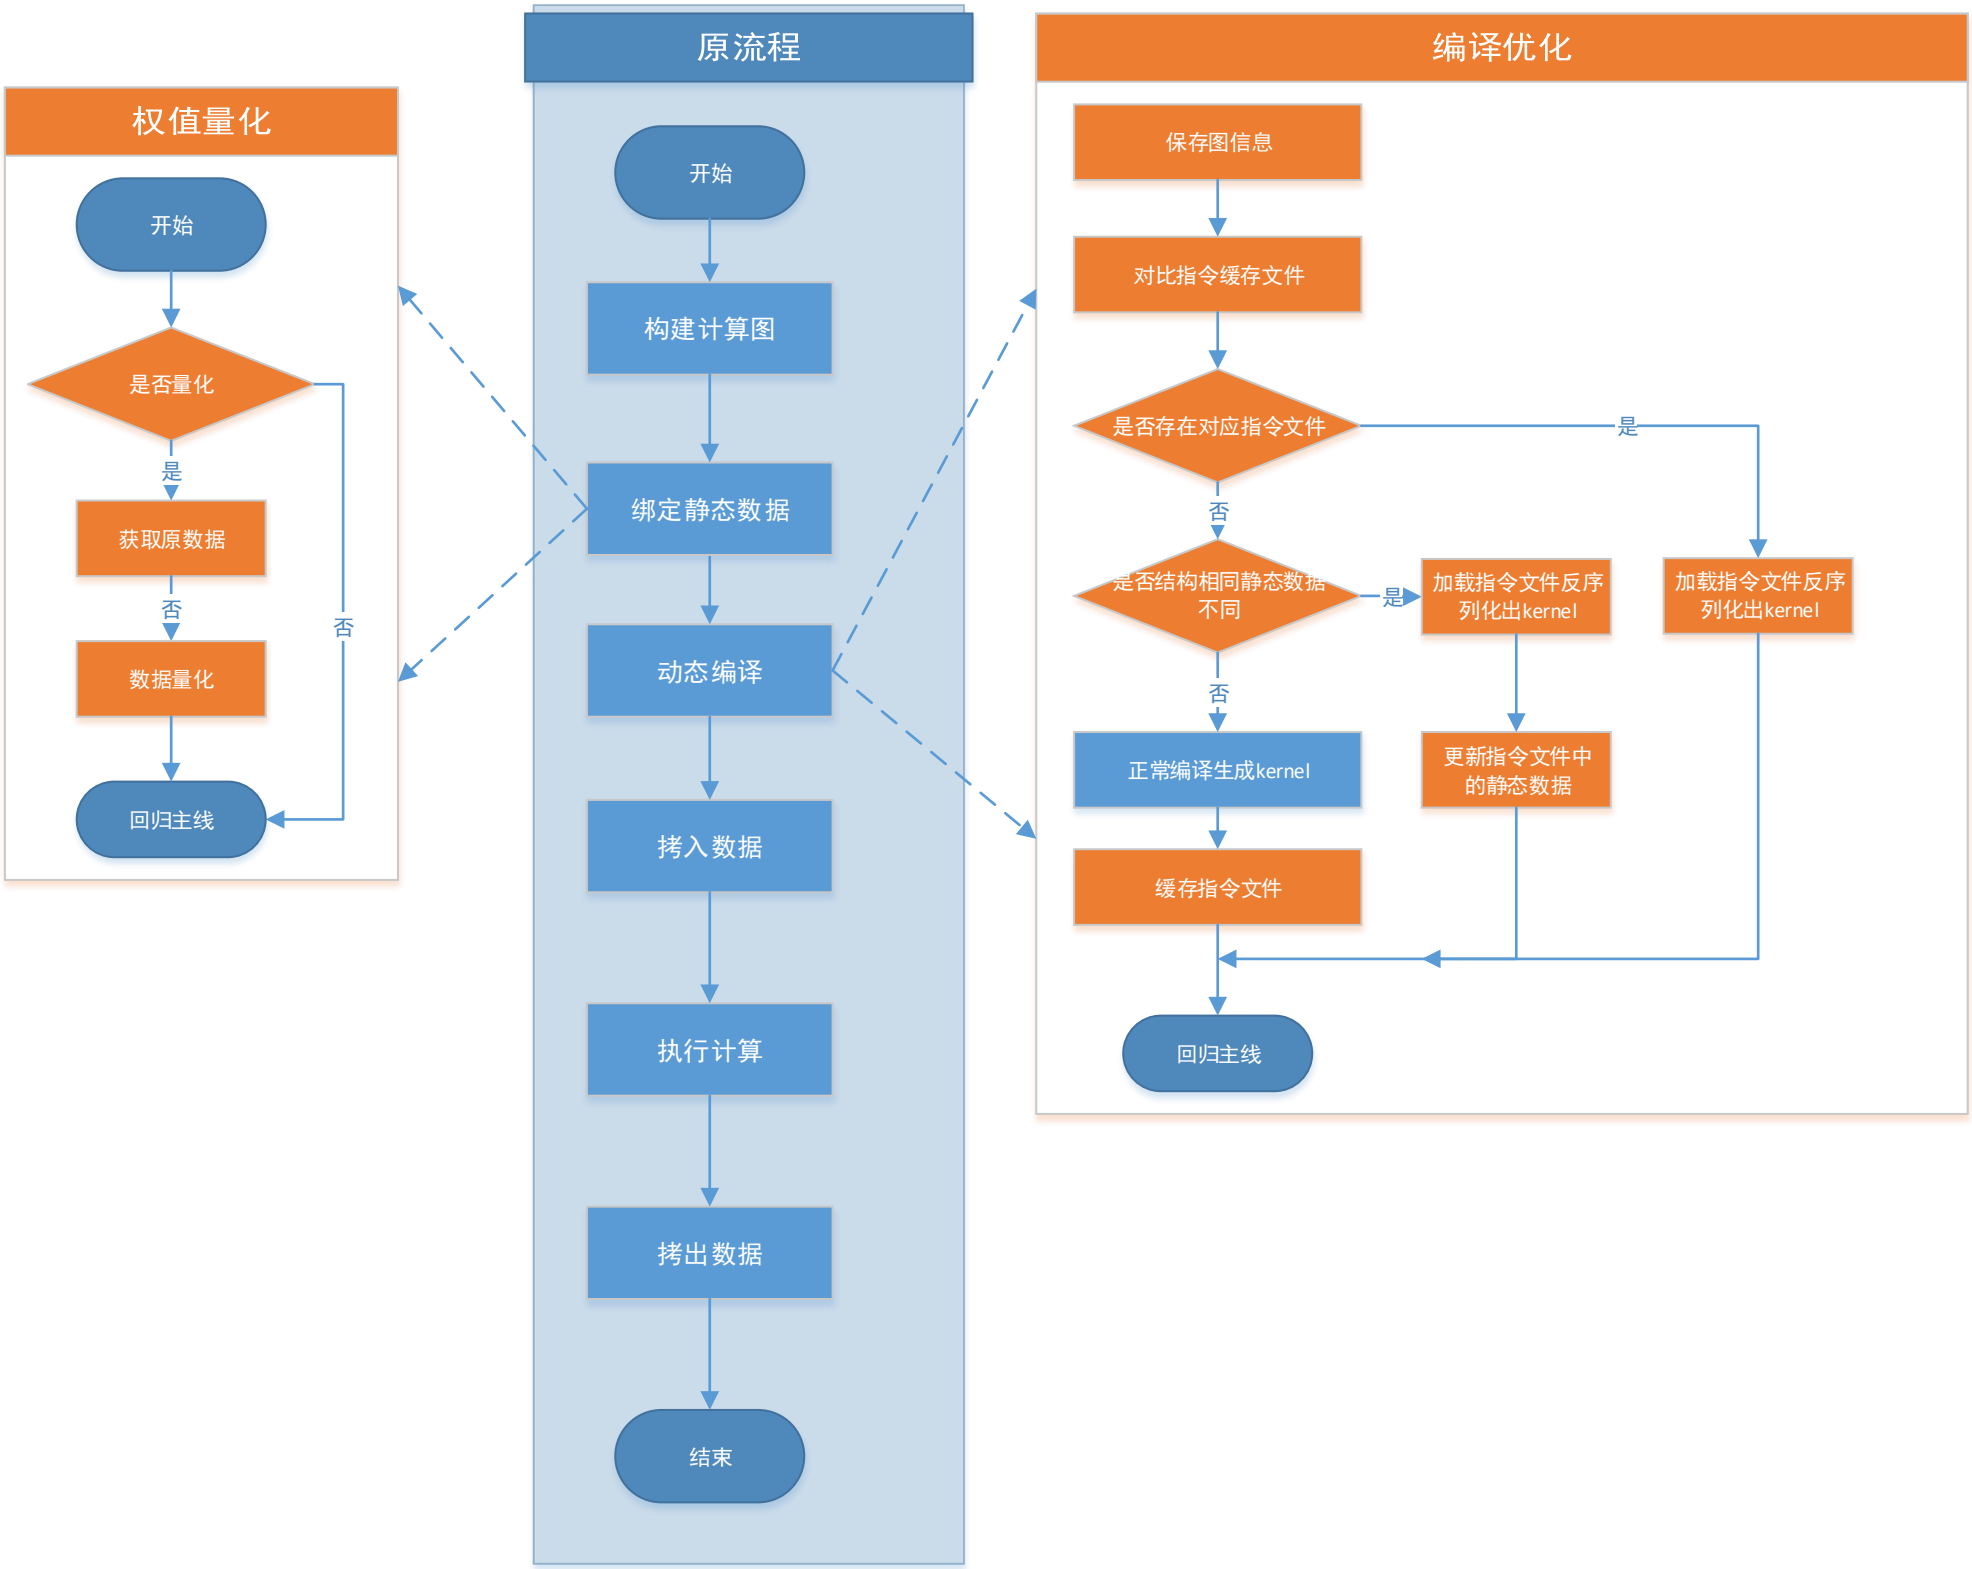 权值量化
开始
是否量化
是
获取原数据
否
否
数据量化
回归主线
原流程
开始
构建计算图
绑定静态数据
动态编译
拷入数据
执行计算
拷出数据
结束
编译优化
保存图信息
对比指令缓存文件
是否存在对应指令文件
是
否
是否结构相同静态数据
不同
是
加载指令文件反序
列化出kernel
加载指令文件反序
列化出kernel
否
正常编译生成kernel
更新指令文件中
的静态数据
缓存指令文件
回归主线